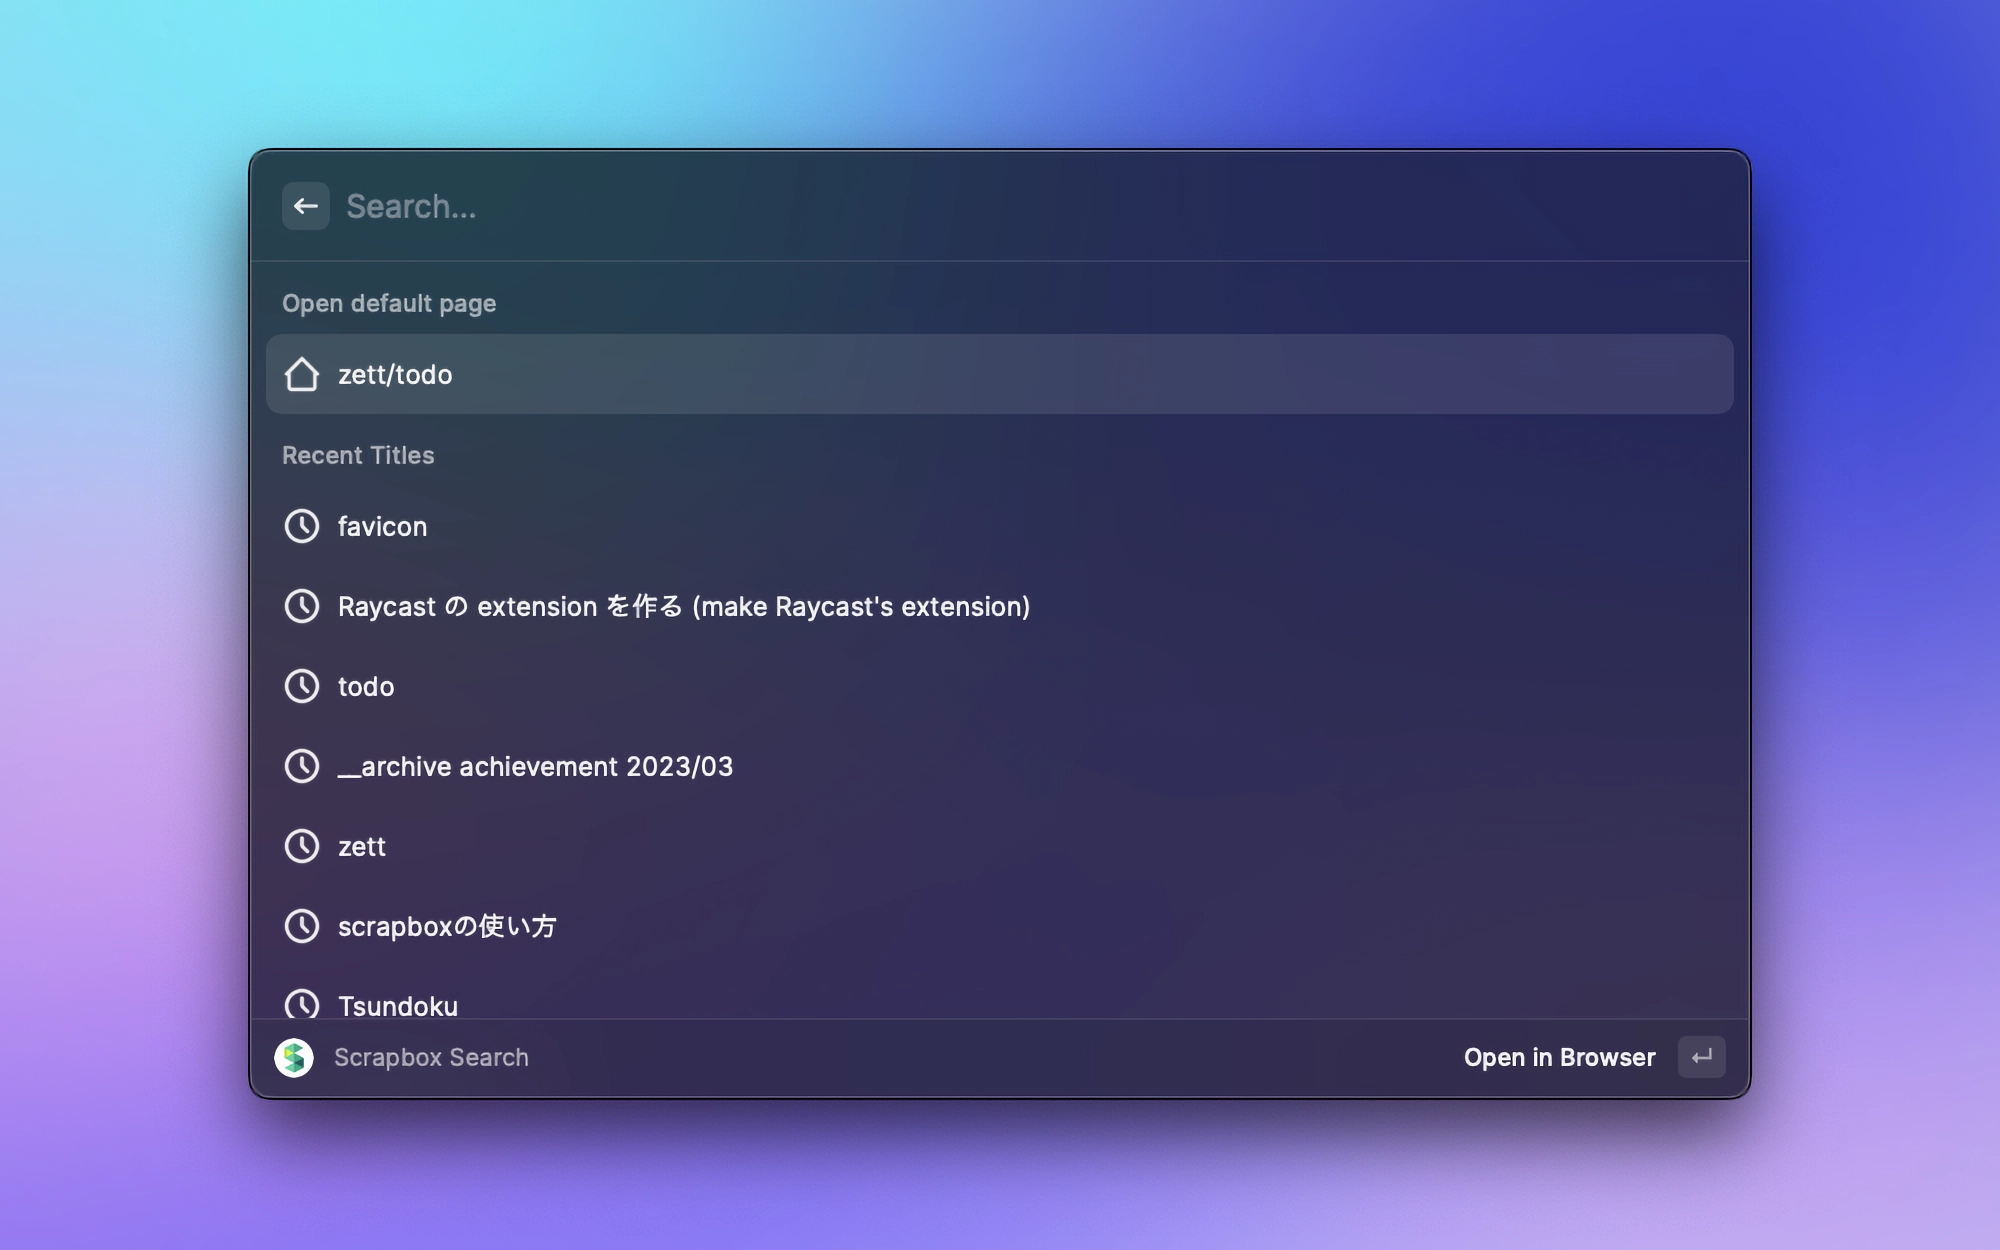 Search...
Open default page
zett/todo
Recent Titles
favicon
Raycast の extension を作る (make Raycast's extension)
todo
__archive achievement 2023/03
zett
scrapboxの使い方
Tsundoku
Scrapbox Search
Open in Browser